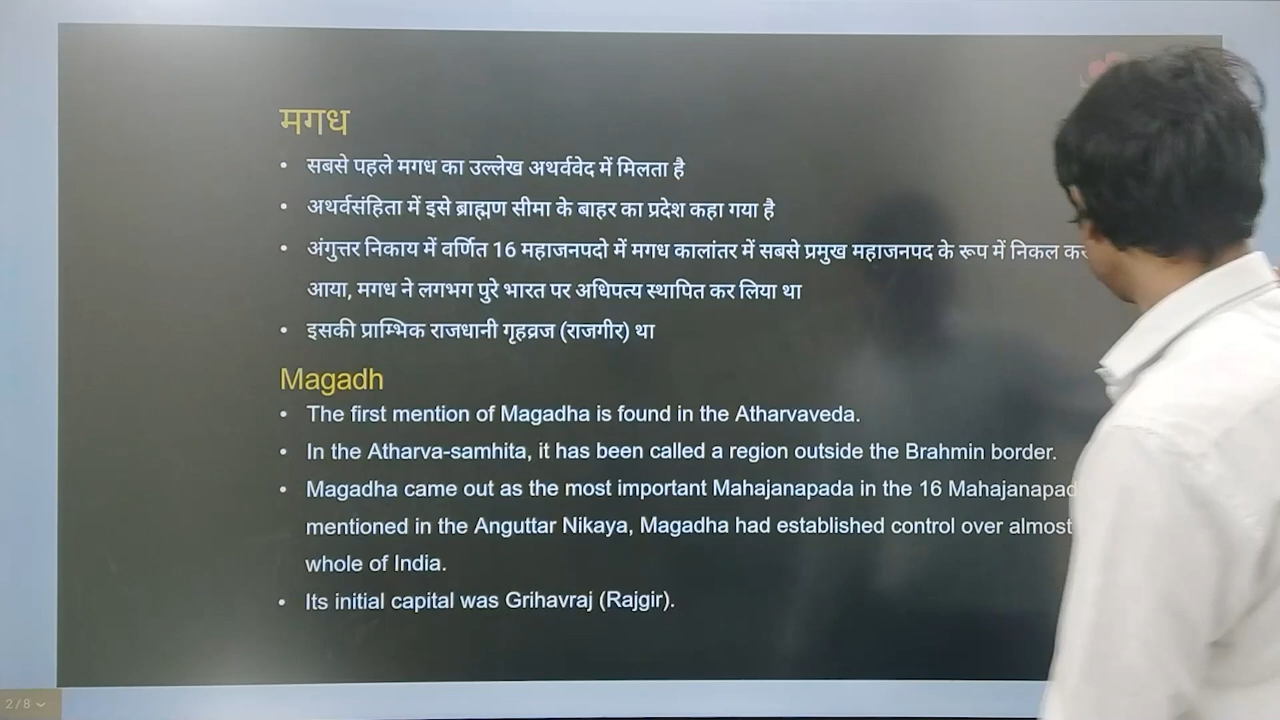 मगध
• सबसे पहले मगध का उल्लेख अथर्ववेद में मिलता है
• अथर्वसंहिता में इसे ब्राह्मण सीमा के बाहर का प्रदेश कहा गया है
• अंगुत्तर निकाय में वर्णित 16 महाजनपदो में मगध कालांतर में सबसे प्रमुख महाजनपद के रूप में निकल कर
आया, मगध ने लगभग पुरे भारत पर अधिपत्य स्थापित कर लिया था
• इसकी प्राम्भिक राजधानी गृहव्रज (राजगीर) था
Magadh
• The first mention of Magadha is found in the Atharvaveda.
• In the Atharva-samhita, it has been called a region outside the Brahmin border.
• Magadha came out as the most important Mahajanapada in the 16 Mahajanapad
mentioned in the Anguttar Nikaya, Magadha had established control over almost
whole of India.
• Its initial capital was Grihavraj (Rajgir).
2/8